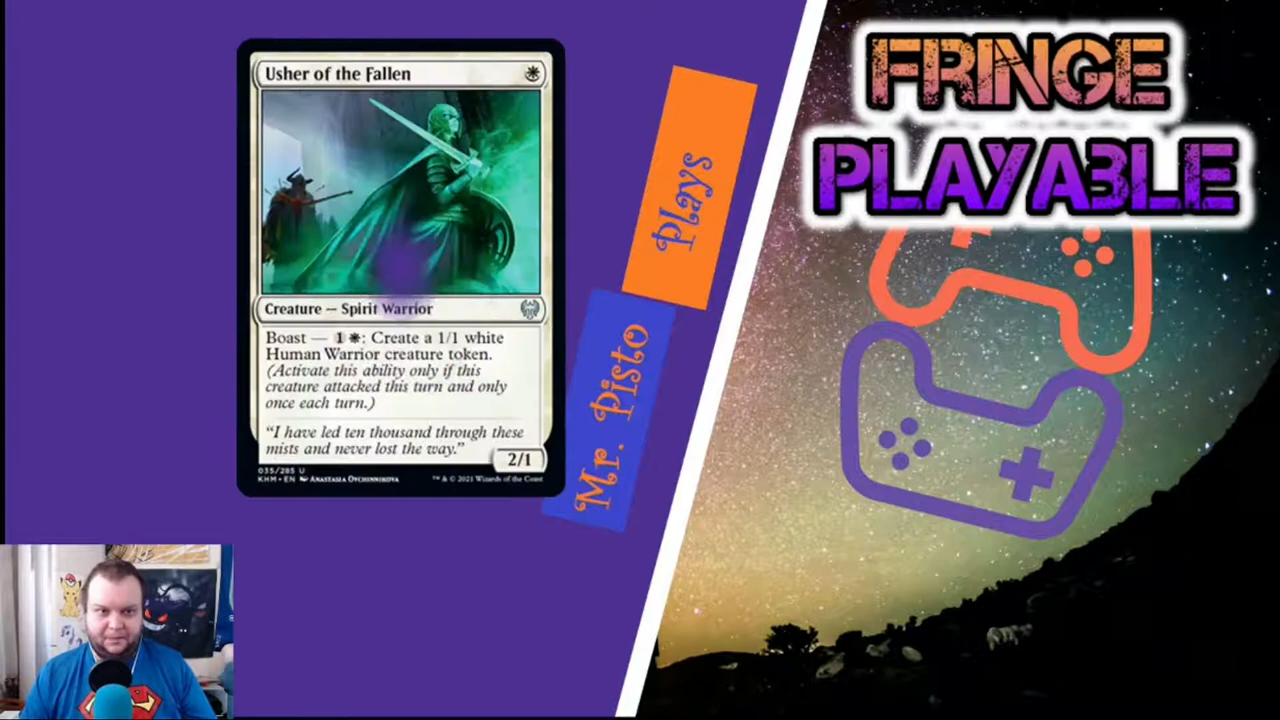 Usher of the Fallen
Creature — Spirit Warrior
Boast — 1: Create a 1/1 white
Human Warrior creature token.
(Activate this ability only if this
creature attacked this turn and only
once each turn.)
“I have led ten thousand through these
mists and never lost the way.”
2/1
035/285 U
KHM • EN Anastasia Ovchinnikova
™ & © 2021 Wizards of the Coast
Mr. Pisto
Plays
FRINGE
PLAYABLE